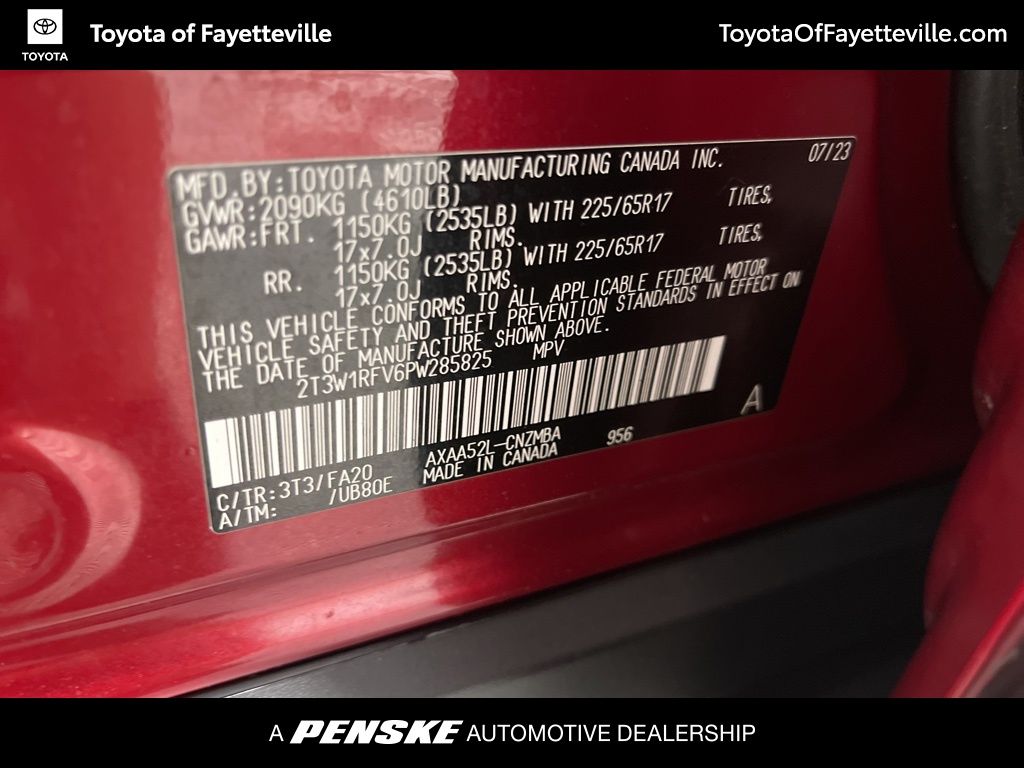 TOYOTA
Toyota of Fayetteville
ToyotaOfFayetteville.com
07/23
MFD.BY:TOYOTA MOTOR MANUFACTURING CANADA INC.
GVWR:2090KG (4610LB)
GAWR:FRT. 1150KG (2535LB) WITH 225/65R17 TIRES,
17x7.0J RIMS.
RR. 1150KG (2535LB) WITH 225/65R17 TIRES,
17x7.0J RIMS.
THIS VEHICLE CONFORMS TO ALL APPLICABLE FEDERAL MOTOR
VEHICLE SAFETY AND THEFT PREVENTION STANDARDS IN EFFECT ON
THE DATE OF MANUFACTURE SHOWN ABOVE.
2T3W1RFV6PW285825 MPV
A
C/TR:3T3/FA20 AXAA52L-CNZMBA 956
A/TM: /UB80E MADE IN CANADA
A PENSKE AUTOMOTIVE DEALERSHIP